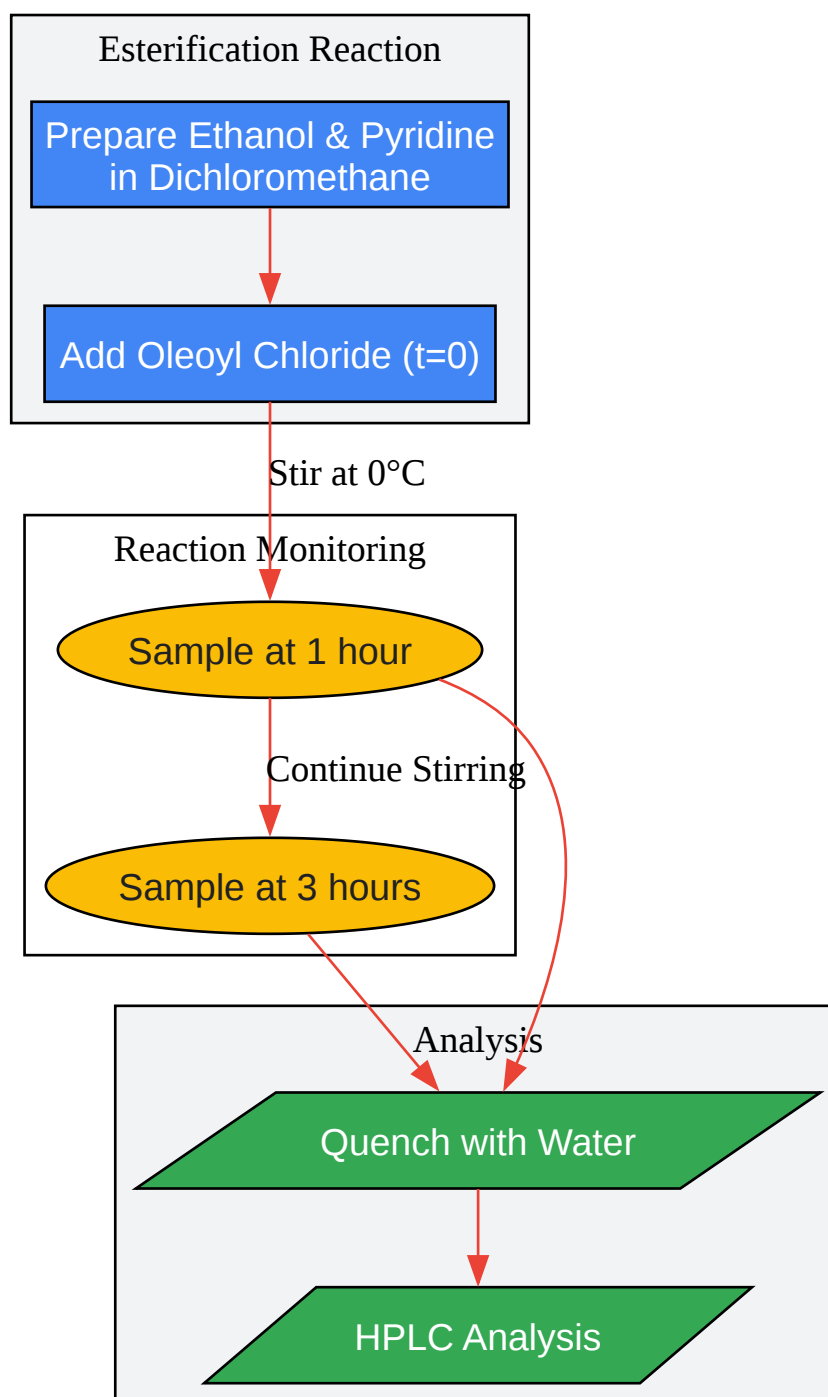 Esterification Reaction
Prepare Ethanol & Pyridine
in Dichloromethane
Add Oleoyl Chloride (t=0)
Stir at 0°C
Reaction Monitoring
Sample at 1 hour
Continue Stirring
Sample at 3 hours
Analysis
Quench with Water
HPLC Analysis